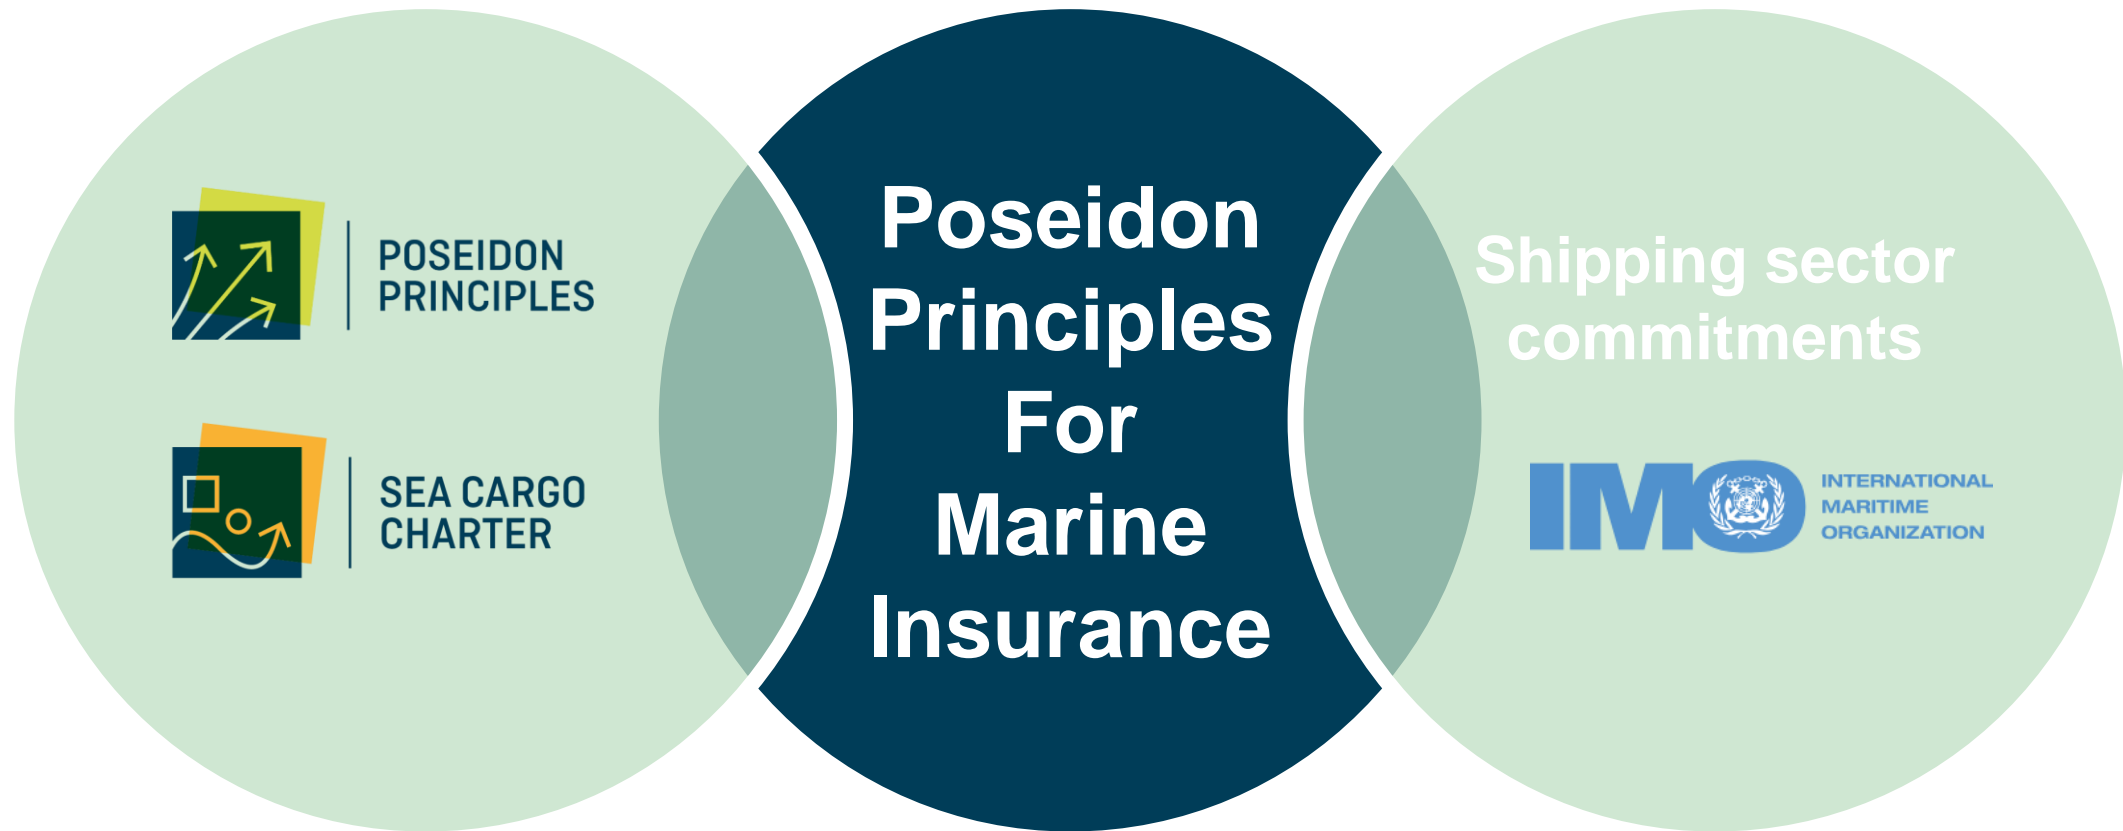 POSEIDON
PRINCIPLES
SEA CARGO
CHARTER
Poseidon
Principles
For
Marine
Insurance
Shipping sector
commitments
IMO
INTERNATIONAL
MARITIME
ORGANIZATION